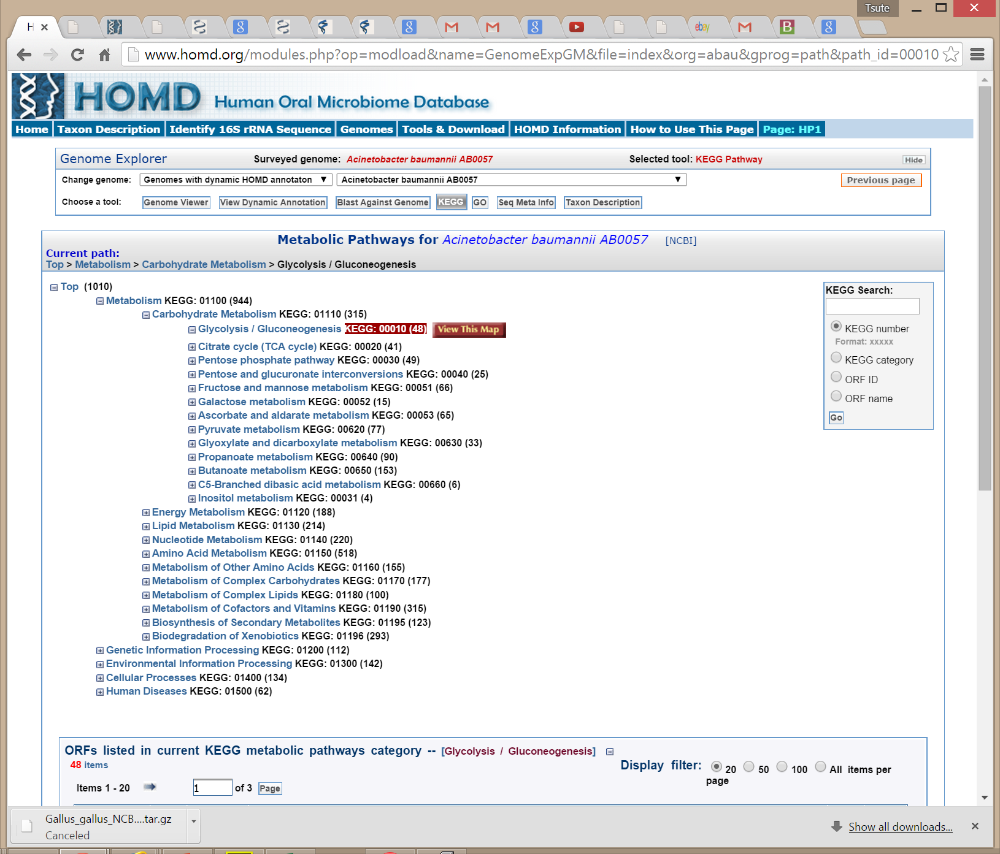 Tsute
H
ebay
B
www.homd.org/modules.php?op=modload&name=GenomeExpGM&file=index&org=abau&gprog=path&path_id=00010
HOMD Human Oral Microbiome Database
Home Taxon Description Identify 16S rRNA Sequence Genomes Tools & Download HOMD Information How to Use This Page Page: HP1
Genome Explorer Surveyed genome: Acinetobacter baumannii AB0057 Selected tool: KEGG Pathway Hide
Change genome: Genomes with dynamic HOMD annotaton Acinetobacter baumannii AB0057 Previous page
Choose a tool: Genome Viewer View Dynamic Annotation Blast Against Genome KEGG GO Seq Meta Info Taxon Description
Metabolic Pathways for Acinetobacter baumannii AB0057 [NCBI]
Current path:
Top > Metabolism > Carbohydrate Metabolism > Glycolysis / Gluconeogenesis
Top (1010)
Metabolism KEGG: 01100 (944)
Carbohydrate Metabolism KEGG: 01110 (315)
Glycolysis / Gluconeogenesis KEGG: 00010 (48) View This Map
Citrate cycle (TCA cycle) KEGG: 00020 (41)
Pentose phosphate pathway KEGG: 00030 (49)
Pentose and glucuronate interconversions KEGG: 00040 (25)
Fructose and mannose metabolism KEGG: 00051 (66)
Galactose metabolism KEGG: 00052 (15)
Ascorbate and aldarate metabolism KEGG: 00053 (65)
Pyruvate metabolism KEGG: 00620 (77)
Glyoxylate and dicarboxylate metabolism KEGG: 00630 (33)
Propanoate metabolism KEGG: 00640 (90)
Butanoate metabolism KEGG: 00650 (153)
C5-Branched dibasic acid metabolism KEGG: 00660 (6)
Inositol metabolism KEGG: 00031 (4)
Energy Metabolism KEGG: 01120 (188)
Lipid Metabolism KEGG: 01130 (214)
Nucleotide Metabolism KEGG: 01140 (220)
Amino Acid Metabolism KEGG: 01150 (518)
Metabolism of Other Amino Acids KEGG: 01160 (155)
Metabolism of Complex Carbohydrates KEGG: 01170 (177)
Metabolism of Complex Lipids KEGG: 01180 (100)
Metabolism of Cofactors and Vitamins KEGG: 01190 (315)
Biosynthesis of Secondary Metabolites KEGG: 01195 (123)
Biodegradation of Xenobiotics KEGG: 01196 (293)
Genetic Information Processing KEGG: 01200 (112)
Environmental Information Processing KEGG: 01300 (142)
Cellular Processes KEGG: 01400 (134)
Human Diseases KEGG: 01500 (62)
KEGG Search:
KEGG number
Format: xxxxx
KEGG category
ORF ID
ORF name
Go
ORFs listed in current KEGG metabolic pathways category -- [Glycolysis / Gluconeogenesis]
48 items
Display filter: 20 50 100 All items per
page
Items 1 - 20 1 of 3 Page
Gallus_gallus_NCB....tar.gz
Canceled
Show all downloads...